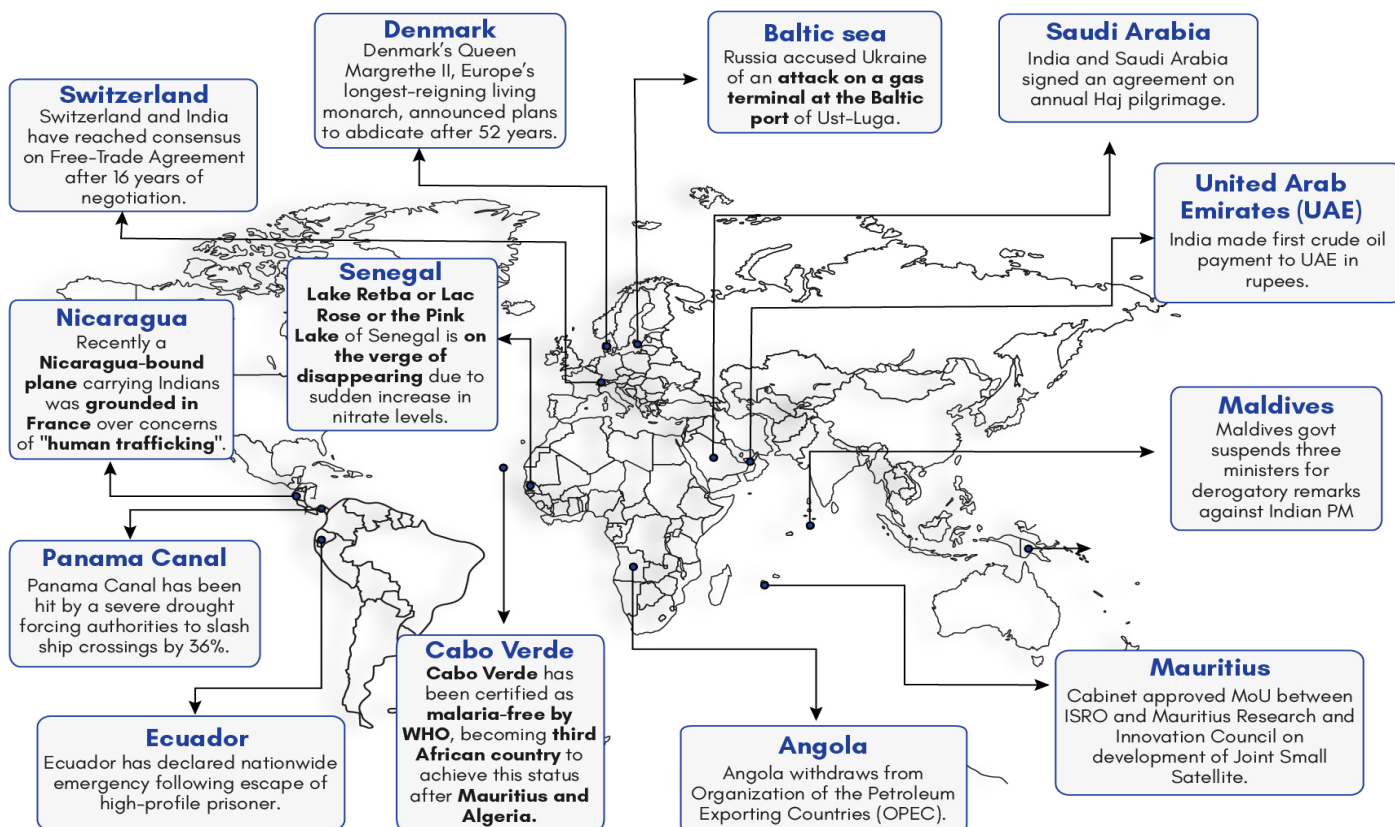 Denmark
Denmark's Queen
Margrethe II, Europe's
longest-reigning living
monarch, announced plans
to abdicate after 52 years.
Baltic sea
Russia accused Ukraine
of an attack on a gas
terminal at the Baltic
port of Ust-Luga.
Saudi Arabia
India and Saudi Arabia
signed an agreement on
annual Haj pilgrimage.
Switzerland
Switzerland and India
have reached consensus
on Free-Trade Agreement
after 16 years of
negotiation.
United Arab
Emirates (UAE)
India made first crude oil
payment to UAE in
rupees.
Senegal
Lake Retba or Lac
Rose or the Pink
Lake of Senegal is on
the verge of
disappearing due to
sudden increase in
nitrate levels.
Nicaragua
Recently a
Nicaragua-bound
plane carrying Indians
was grounded in
France over concerns
of "human trafficking".
Maldives
Maldives govt
suspends three
ministers for
derogatory remarks
against Indian PM
Panama Canal
Panama Canal has been
hit by a severe drought
forcing authorities to slash
ship crossings by 36%.
Cabo Verde
Cabo Verde has
been certified as
malaria-free by
WHO, becoming third
African country to
achieve this status
after Mauritius and
Algeria.
Mauritius
Cabinet approved MoU between
ISRO and Mauritius Research and
Innovation Council on
development of Joint Small
Satellite.
Ecuador
Ecuador has declared nationwide
emergency following escape of
high-profile prisoner.
Angola
Angola withdraws from
Organization of the Petroleum
Exporting Countries (OPEC).